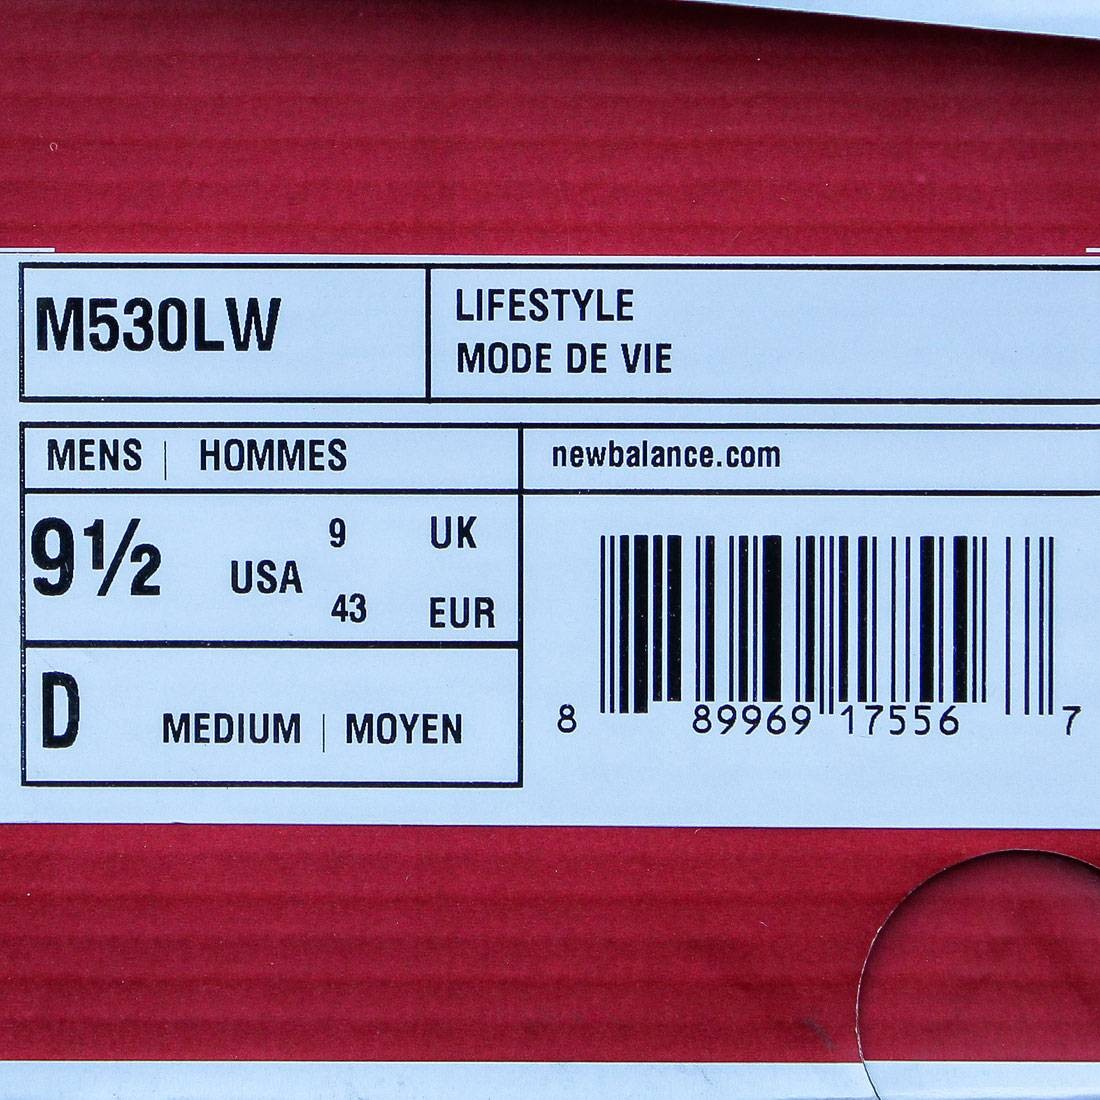 M530LW
LIFESTYLE
MODE DE VIE
MENS | HOMMES
newbalance.com
9½ USA
9 UK
43 EUR
D MEDIUM | MOYEN
8 89969 17556 7